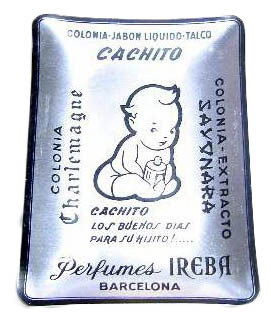 COLONIA-JABON LIQUIDO-TALCO
CACHITO
COLONIA
Charlemagne
COLONIA-EXTRACTO
SAYONARA
CACHITO
LOS BUENOS DIAS
PARA SU HIJITO!.....
Perfumes IREBA
BARCELONA